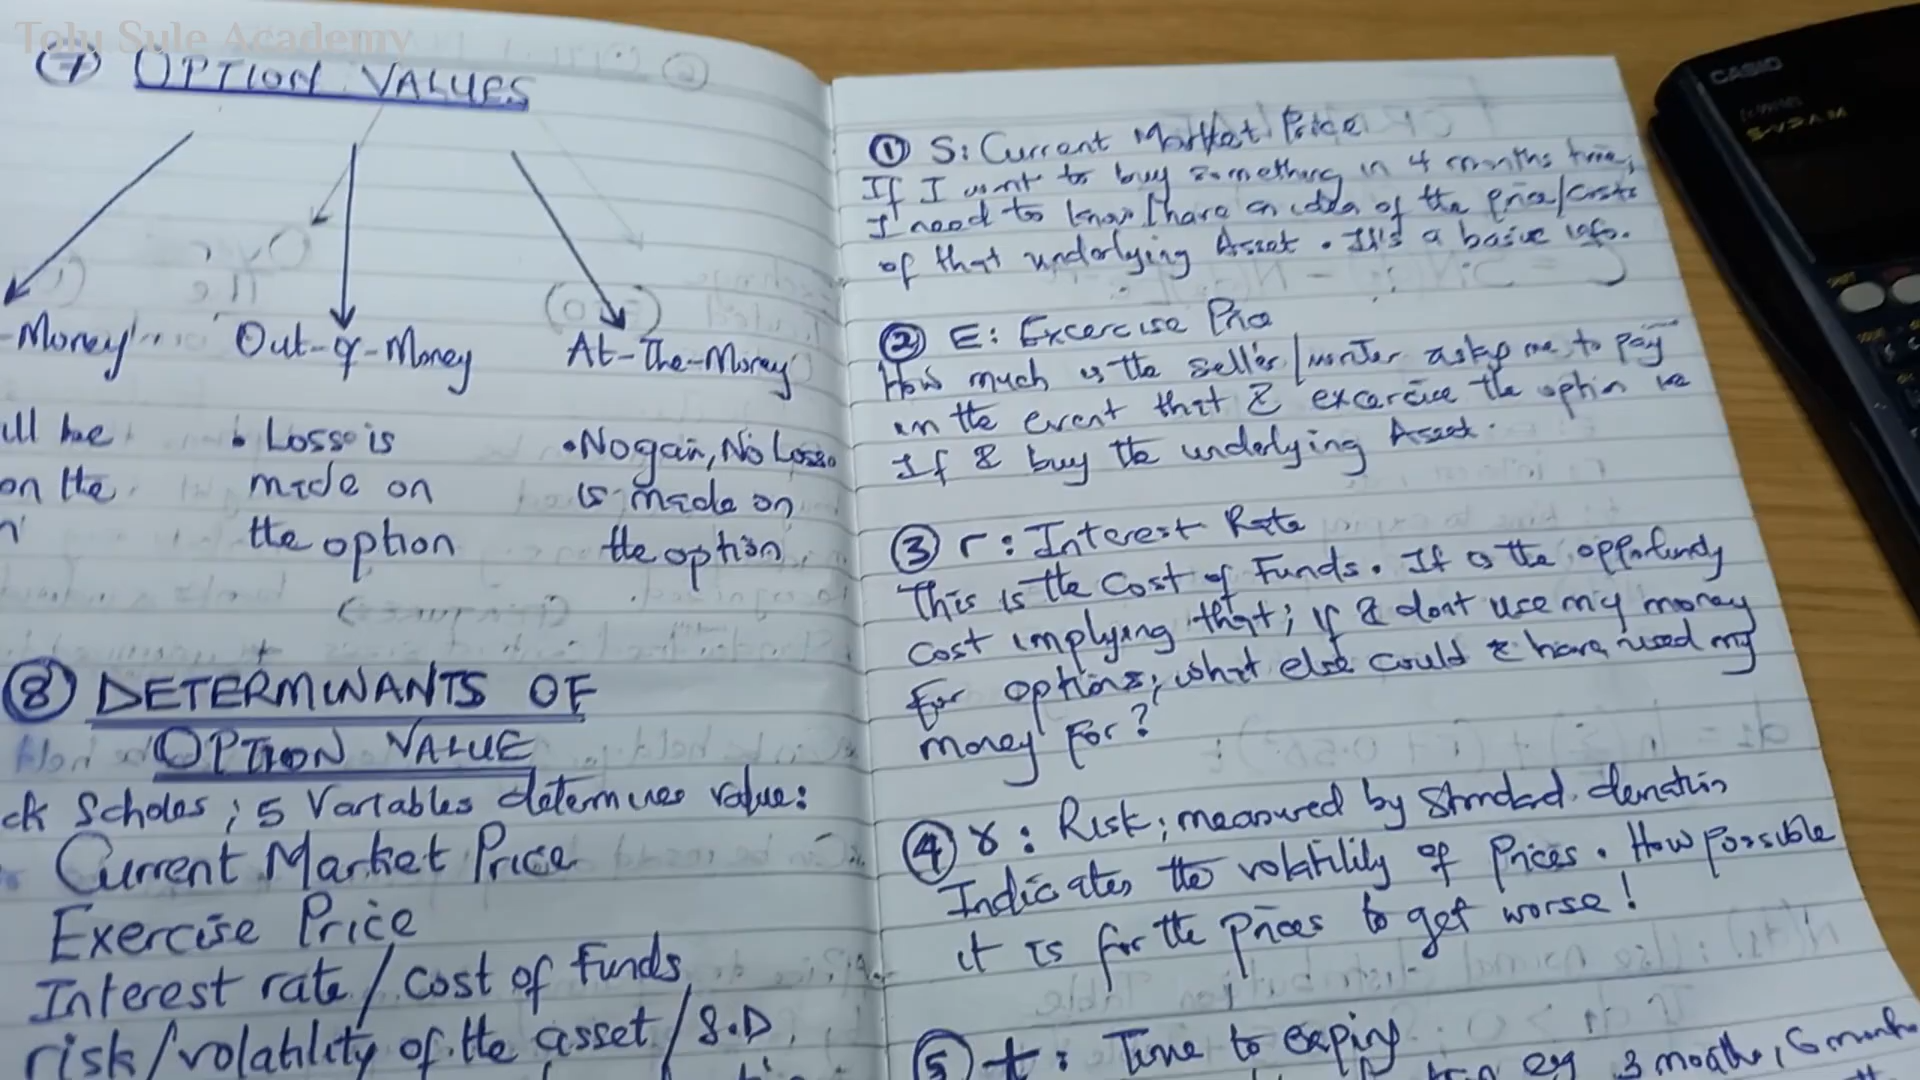 Tolu Sule Academy
⑦ OPTION VALUES
-Money Out-of-Money At-The-Money
ill be
on the
n
• Loss is
made on
the option
• No gain, No Loss
is made on
the option
⑧ DETERMINANTS OF
OPTION VALUE
ck Scholes; 5 Variables determines value:
Current Market Price
Exercise Price
Interest rate/cost of Funds
risk/volatility of the asset/S.D
① S: Current Market Price
If I want to buy something in 4 months time,
I need to know/have an idea of the price/costs
of that underlying Asset. It's a basic info.
② E: Excercise Price
How much is the seller/writer asking me to pay
in the event that I excercise the option ie
If I buy the underlying Asset.
③ r: Interest Rate
This is the Cost of Funds. It is the opportunity
cost implying that; if I dont use my money
for options, what else could I have used my
money for?
④ γ: Risk; measured by Standard deviation
Indicates the volatility of Prices. How possible
it is for the prices to get worse!
⑤ t: Time to expiry
eg 3 months, 6 months
CASIO
S-V.P.A.M